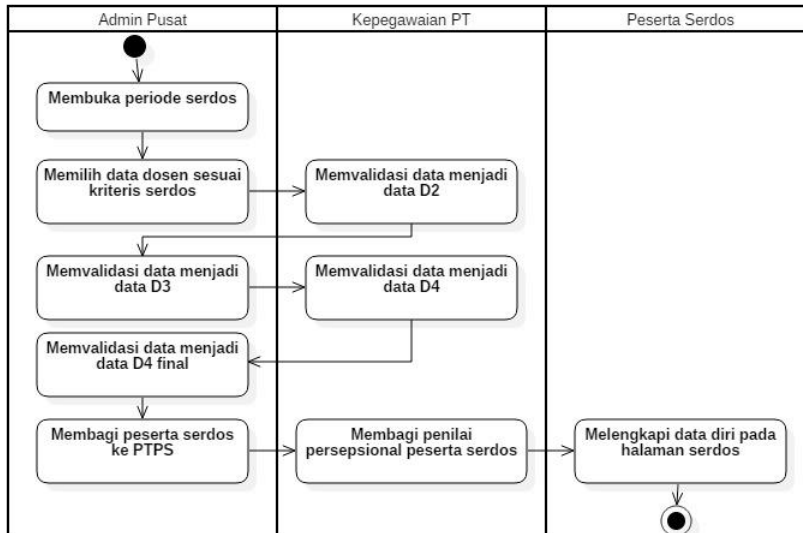 Admin Pusat
Kepegawaian PT
Peserta Serdos
Membuka periode serdos
Memilih data dosen sesuai
kriteris serdos
Memvalidasi data menjadi
data D2
Memvalidasi data menjadi
data D3
Memvalidasi data menjadi
data D4
Memvalidasi data menjadi
data D4 final
Membagi peserta serdos
ke PTPS
Membagi penilai
persepsional peserta serdos
Melengkapi data diri pada
halaman serdos